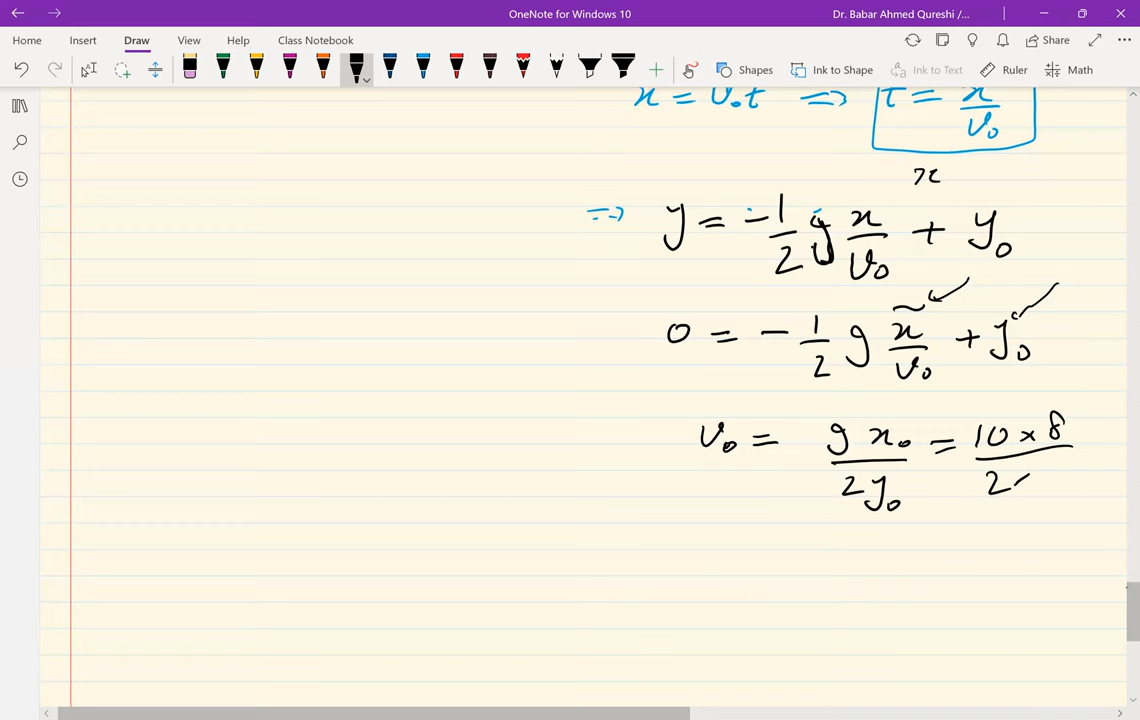 OneNote for Windows 10
Dr. Babar Ahmed Qureshi /...
Home Insert Draw View Help Class Notebook Share
Shapes Ink to Shape Ink to Text Ruler Math
x = v₀t ⇒ t = x/v₀
x
⇒ y = -1/2 g x/v₀ + y₀
0 = -1/2 g x/v₀ + y₀
v₀ = g x₀/2y₀ = 10 × 8/2